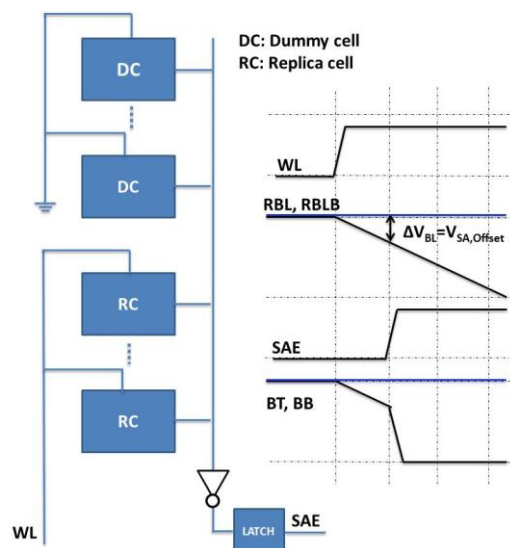 DC: Dummy cell
RC: Replica cell
DC
DC
RC
RC
WL
LATCH
SAE
WL
RBL, RBLB
ΔV_BL=V_SA,Offset
SAE
BT, BB